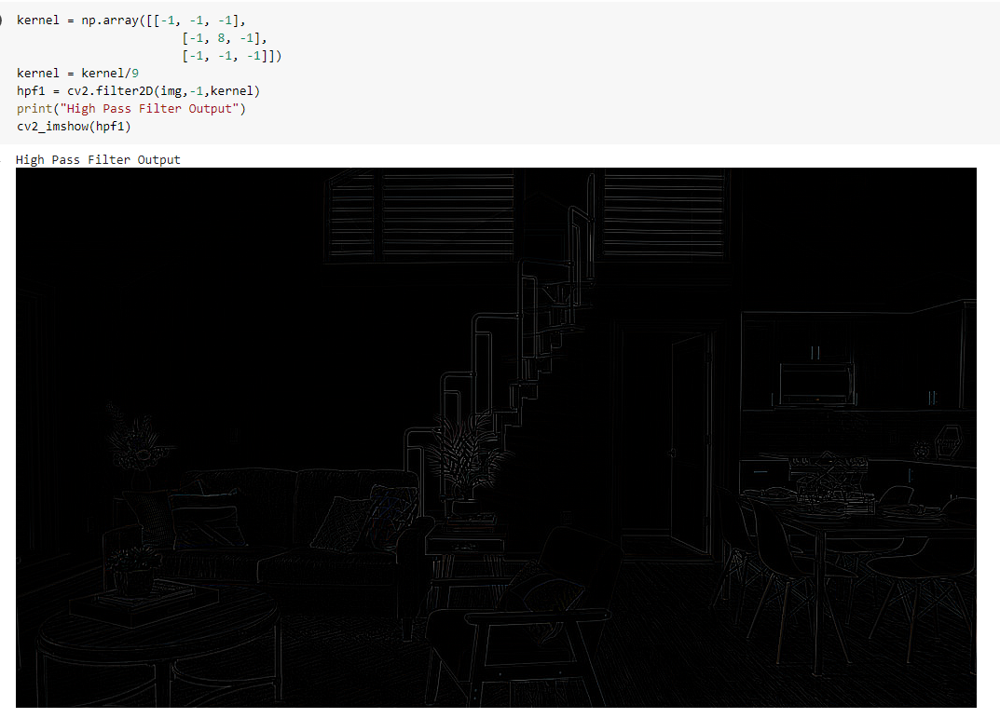 kernel = np.array([[-1, -1, -1],
[-1, 8, -1],
[-1, -1, -1]])
kernel = kernel/9
hpf1 = cv2.filter2D(img,-1,kernel)
print("High Pass Filter Output")
cv2_imshow(hpf1)
High Pass Filter Output